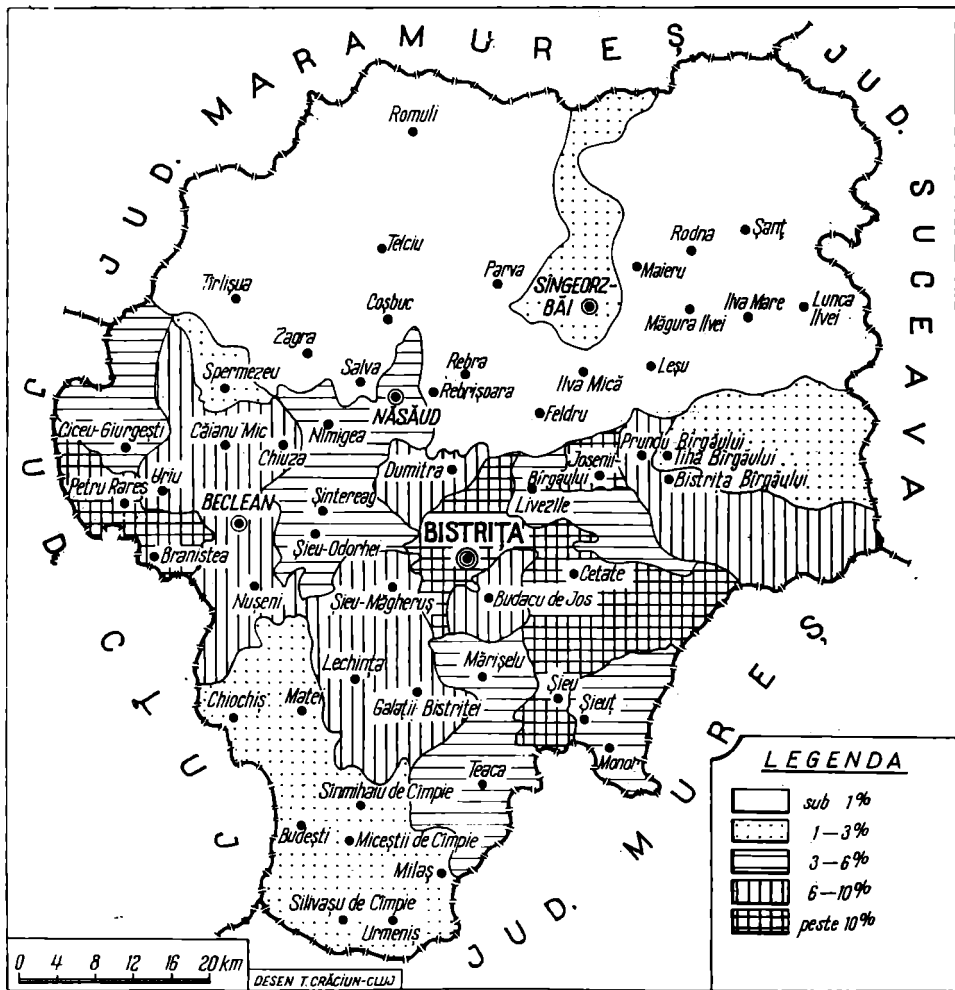 JUD. MARAMUREŞ
JUD. SUCEAVA
Romuli
Telciu
Rodna
Şanţ
Tîrlişua
Parva
SÎNGEORZ-
BĂI
Maieru
Coşbuc
Măgura Ilvei
Ilva Mare
Lunca
Ilvei
Zagra
Salva
Rebra
Rebrişoara
Ilva Mică
Leşu
Spermezeu
NĂSĂUD
Feldru
Ciceu-Giurgeşti
Căianu Mic
Chiuza
Nimigea
Dumitra
Prundu Bîrgăului
Tiha Bîrgăului
Josenii
Bîrgăului
Bistriţa Bîrgăului
Livezile
Petru Rareş
Uriu
BECLEAN
Şintereag
BISTRIŢA
Şieu-Odorhei
Branistea
Cetate
Nuşeni
Şieu-Măgheruş
Budacu de Jos
Lechinţa
Mărişelu
Chiochiş
Matei
Galaţii Bistriţei
Şieu
Şieuţ
Monor
Teaca
Sînmihaiu de Cîmpie
Budeşti
Miceştii de Cîmpie
Milaş
Silivaşu de Cîmpie
Urmeniş
JUD. CLUJ
JUD. MUREŞ
LEGENDA
sub 1%
1–3%
3–6%
6–10%
peste 10%
0 4 8 12 16 20 km
DESEN T. CRĂCIUN-CLUJ